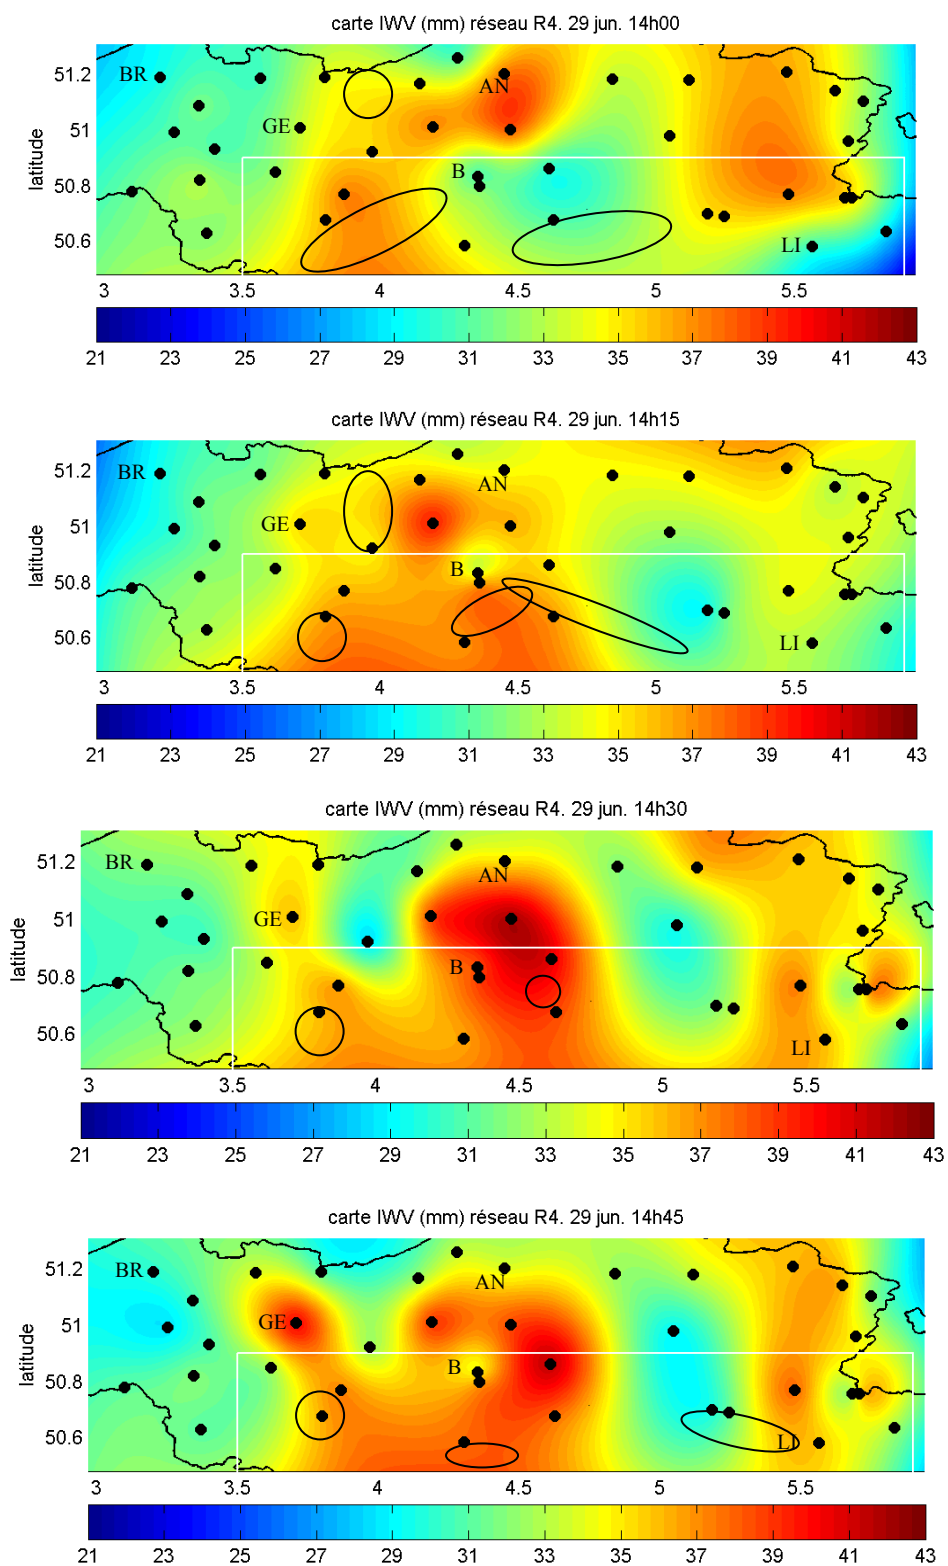 carte IWV (mm) réseau R4. 29 jun. 14h00
latitude
51.2
51
50.8
50.6
BR
AN
GE
B
LI
3 3.5 4 4.5 5 5.5
21 23 25 27 29 31 33 35 37 39 41 43
carte IWV (mm) réseau R4. 29 jun. 14h15
latitude
51.2
51
50.8
50.6
BR
AN
GE
B
LI
3 3.5 4 4.5 5 5.5
21 23 25 27 29 31 33 35 37 39 41 43
carte IWV (mm) réseau R4. 29 jun. 14h30
latitude
51.2
51
50.8
50.6
BR
AN
GE
B
LI
3 3.5 4 4.5 5 5.5
21 23 25 27 29 31 33 35 37 39 41 43
carte IWV (mm) réseau R4. 29 jun. 14h45
latitude
51.2
51
50.8
50.6
BR
AN
GE
B
LI
3 3.5 4 4.5 5 5.5
21 23 25 27 29 31 33 35 37 39 41 43